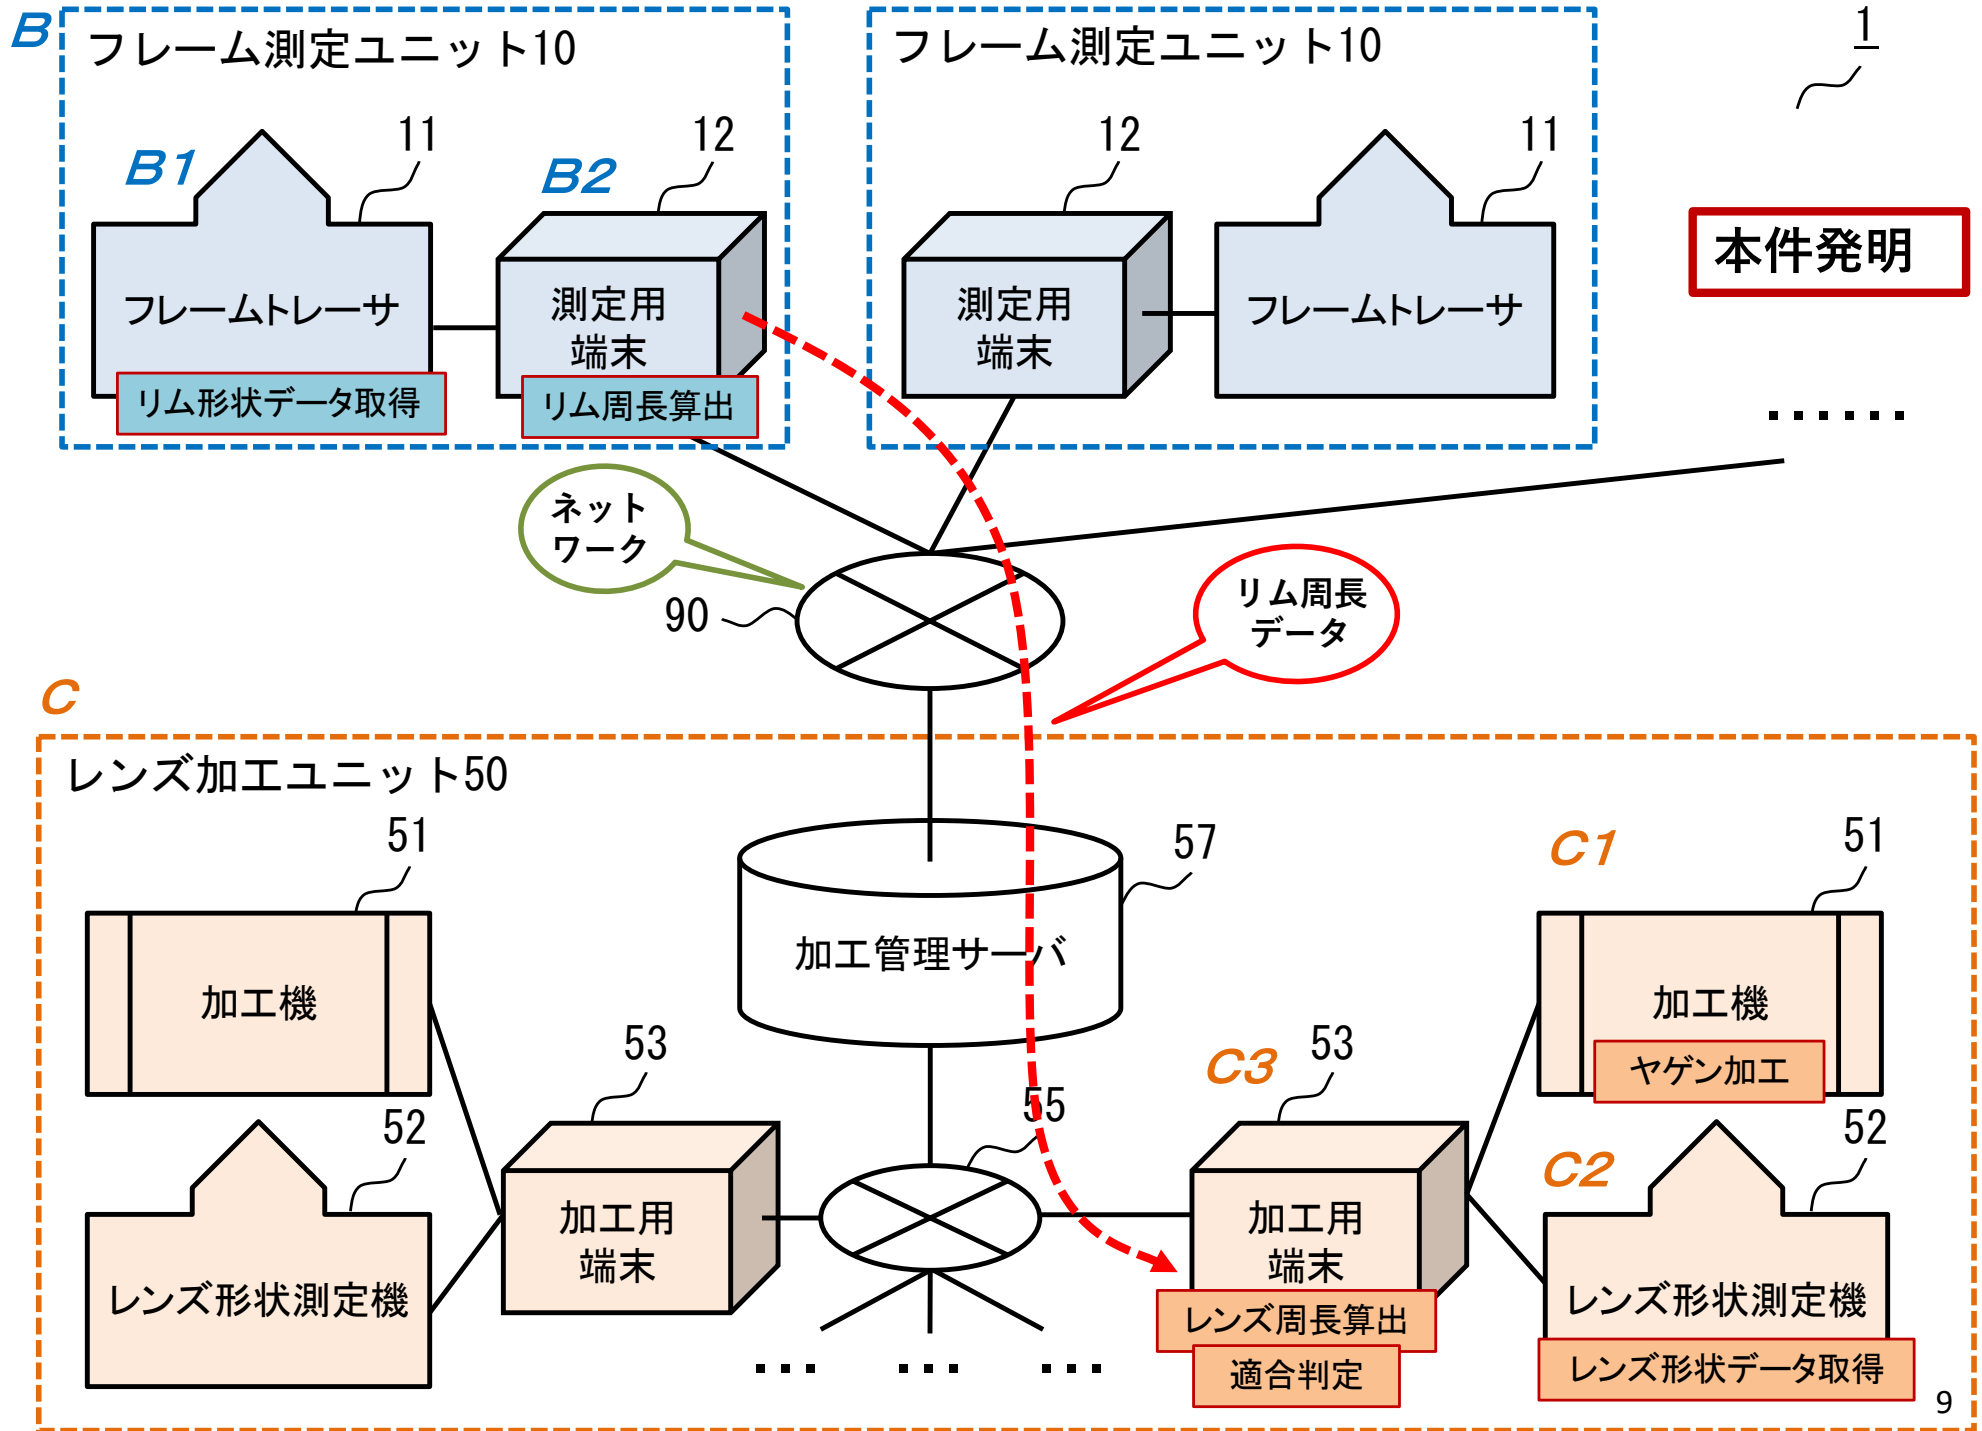 B
フレーム測定ユニット10
フレーム測定ユニット10
1
B1
11
B2
12
12
11
本件発明
フレームトレーサ
測定用
端末
測定用
端末
フレームトレーサ
リム形状データ取得
リム周長算出
......
ネット
ワーク
90
リム周長
データ
C
レンズ加工ユニット50
51
57
C1
51
加工管理サーバ
加工機
加工機
ヤゲン加工
53
C3
53
55
52
C2
52
加工用
端末
加工用
端末
レンズ形状測定機
レンズ形状測定機
レンズ周長算出
適合判定
レンズ形状データ取得
... ... ...
9